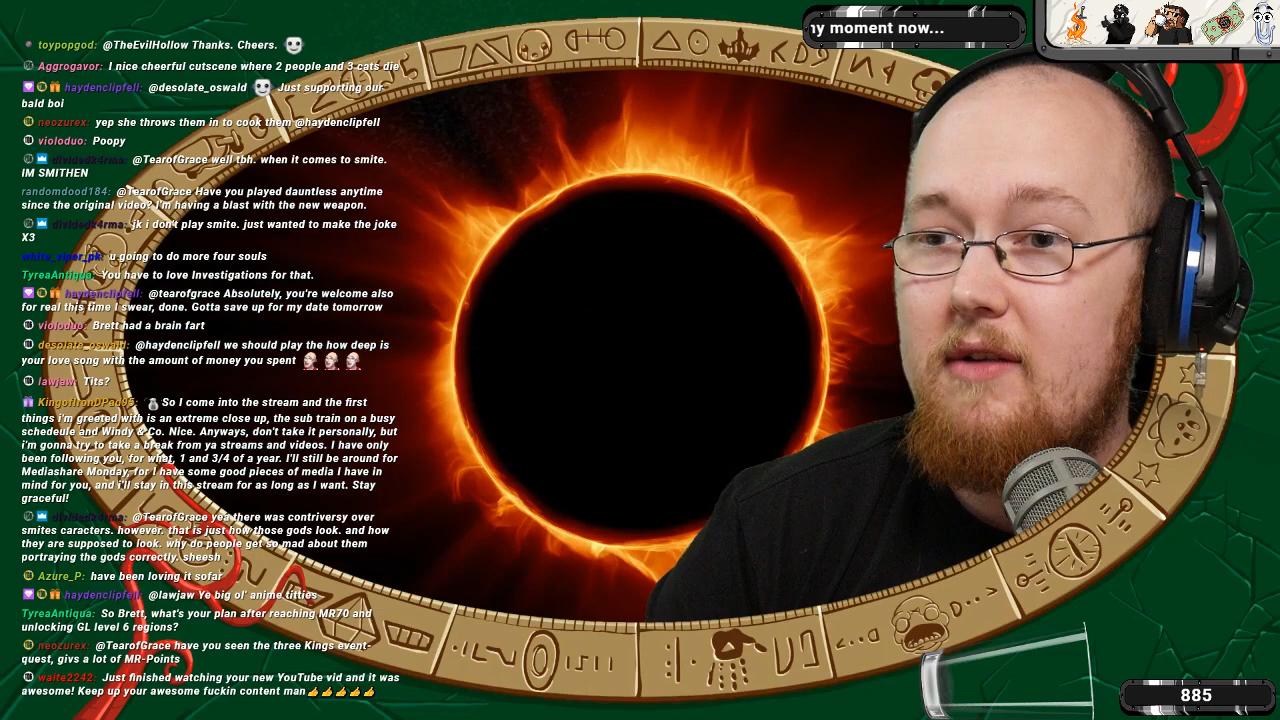 ny moment now...
toypopgod: @TheEvilHollow Thanks. Cheers.
Aggrogavor: I nice cheerful cutscene where 2 people and 3 cats die
haydenclipfell: @desolate_oswald Just supporting our
bald boi
neozurex: yep she throws them in to cook them @haydenclipfell
violoduo: Poopy
dividedk4rma: @TearofGrace well tbh. when it comes to smite.
IM SMITHEN
randomdood184: @TearofGrace Have you played dauntless anytime
since the original video? I'm having a blast with the new weapon.
dividedk4rma: jk i don't play smite. just wanted to make the joke
X3
white_viper_pk: u going to do more four souls
TyreaAntiqua: You have to love Investigations for that.
haydenclipfell: @tearofgrace Absolutely, you're welcome also
for real this time I swear, done. Gotta save up for my date tomorrow
violoduo: Brett had a brain fart
desolate_oswald: @haydenclipfell we should play the how deep is
your love song with the amount of money you spent
lawjaw: Tits?
KingofIronDPad96: So I come into the stream and the first
things i'm greeted with is an extreme close up, the sub train on a busy
schedeule and Windy & Co. Nice. Anyways, don't take it personally, but
i'm gonna try to take a break from ya streams and videos. I have only
been following you, for what, 1 and 3/4 of a year. I'll still be around for
Mediashare Monday, for I have some good pieces of media I have in
mind for you, and i'll stay in this stream for as long as I want. Stay
graceful!
dividedk4rma: @TearofGrace yea there was contriversy over
smites caracters. however. that is just how those gods look. and how
they are supposed to look. why do people get so mad about them
portraying the gods correctly. sheesh
Azure_P: have been loving it sofar
haydenclipfell: @lawjaw Ye big ol' anime titties
TyreaAntiqua: So Brett, what's your plan after reaching MR70 and
unlocking GL level 6 regions?
neozurex: @TearofGrace have you seen the three Kings event-
quest, givs a lot of MR-Points
waite2242: Just finished watching your new YouTube vid and it was
awesome! Keep up your awesome fuckin content man👍👍👍👍👍
885